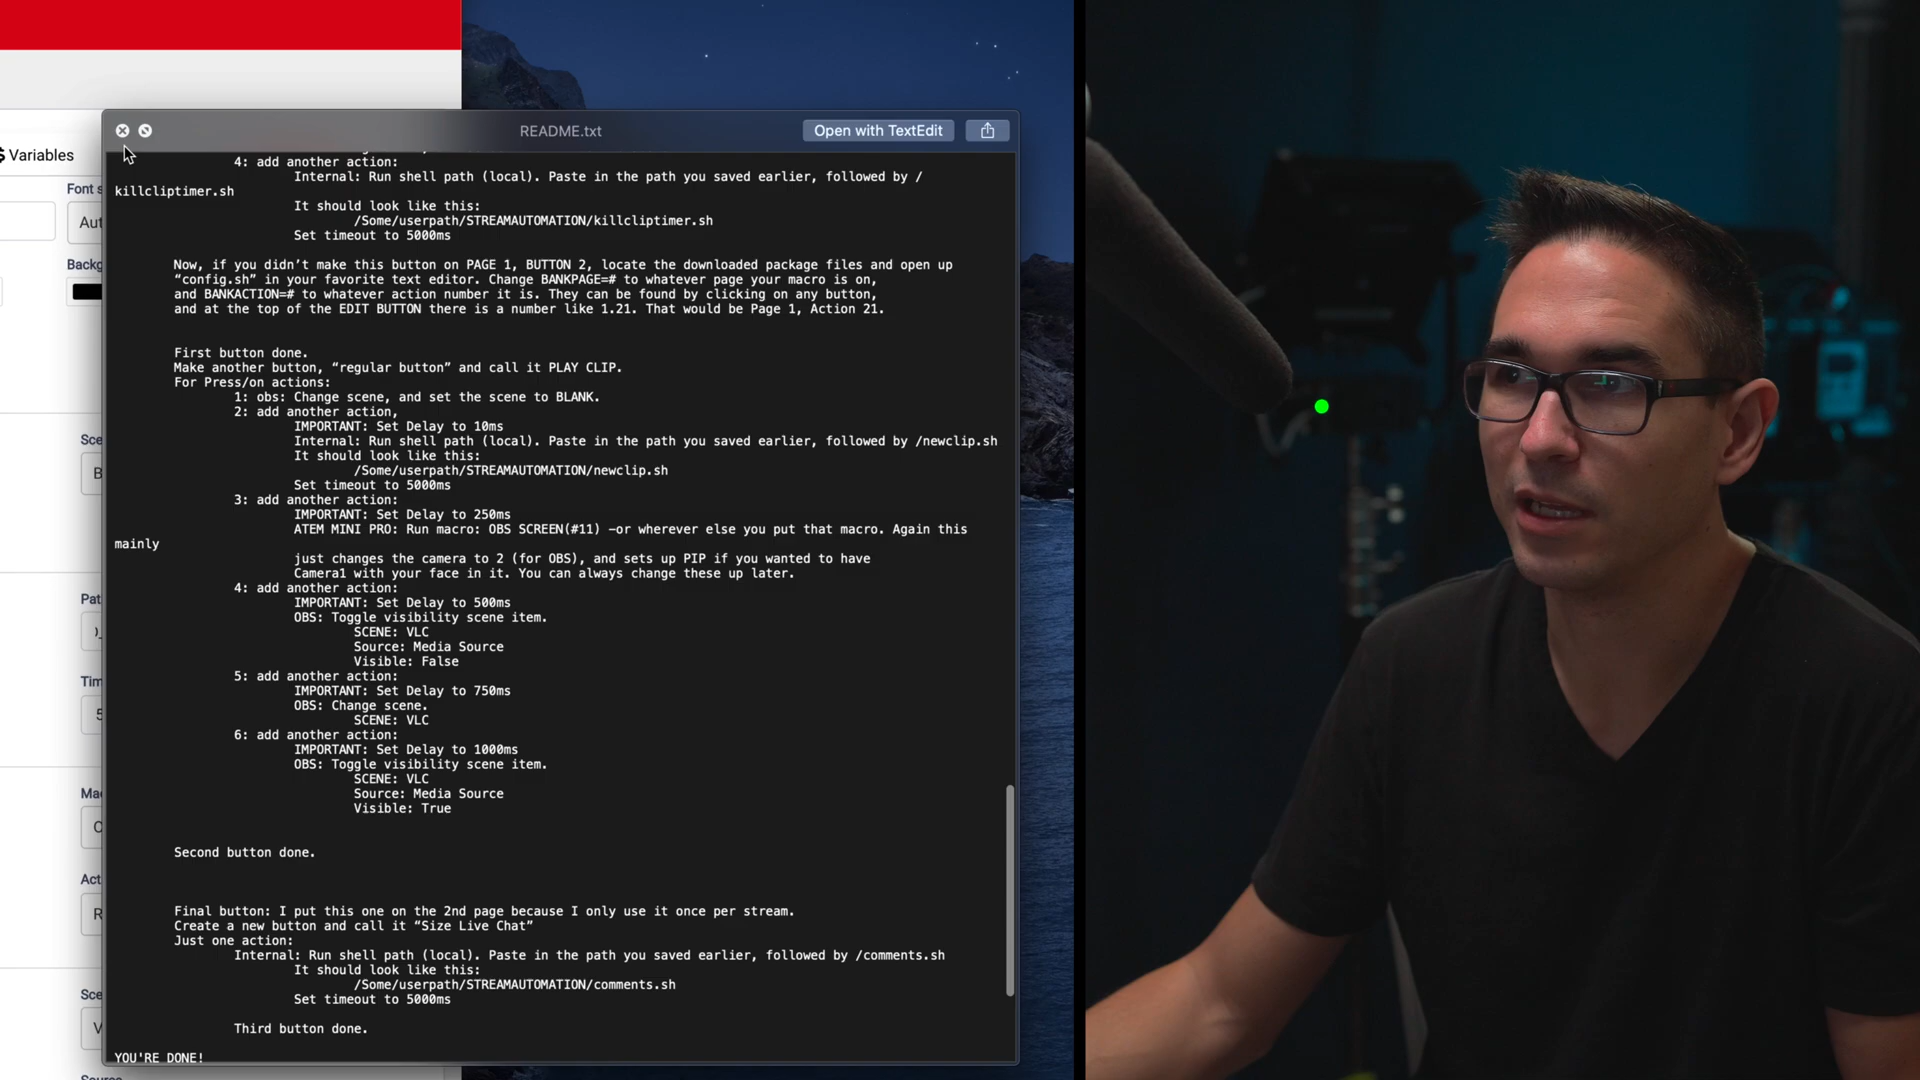 README.txt
Open with TextEdit
Variables
Font s
Aut
Backg
Sce
B
Pat
Tim
5
Mac
Act
R
Sce
V
Source
4: add another action:
Internal: Run shell path (local). Paste in the path you saved earlier, followed by /
killcliptimer.sh
It should look like this:
/Some/userpath/STREAMAUTOMATION/killcliptimer.sh
Set timeout to 5000ms
Now, if you didn’t make this button on PAGE 1, BUTTON 2, locate the downloaded package files and open up
“config.sh” in your favorite text editor. Change BANKPAGE=# to whatever page your macro is on,
and BANKACTION=# to whatever action number it is. They can be found by clicking on any button,
and at the top of the EDIT BUTTON there is a number like 1.21. That would be Page 1, Action 21.
First button done.
Make another button, “regular button” and call it PLAY CLIP.
For Press/on actions:
1: obs: Change scene, and set the scene to BLANK.
2: add another action,
IMPORTANT: Set Delay to 10ms
Internal: Run shell path (local). Paste in the path you saved earlier, followed by /newclip.sh
It should look like this:
/Some/userpath/STREAMAUTOMATION/newclip.sh
Set timeout to 5000ms
3: add another action:
IMPORTANT: Set Delay to 250ms
ATEM MINI PRO: Run macro: OBS SCREEN(#11) –or wherever else you put that macro. Again this
mainly
just changes the camera to 2 (for OBS), and sets up PIP if you wanted to have
Camera1 with your face in it. You can always change these up later.
4: add another action:
IMPORTANT: Set Delay to 500ms
OBS: Toggle visibility scene item.
SCENE: VLC
Source: Media Source
Visible: False
5: add another action:
IMPORTANT: Set Delay to 750ms
OBS: Change scene.
SCENE: VLC
6: add another action:
IMPORTANT: Set Delay to 1000ms
OBS: Toggle visibility scene item.
SCENE: VLC
Source: Media Source
Visible: True
Second button done.
Final button: I put this one on the 2nd page because I only use it once per stream.
Create a new button and call it “Size Live Chat”
Just one action:
Internal: Run shell path (local). Paste in the path you saved earlier, followed by /comments.sh
It should look like this:
/Some/userpath/STREAMAUTOMATION/comments.sh
Set timeout to 5000ms
Third button done.
YOU'RE DONE!